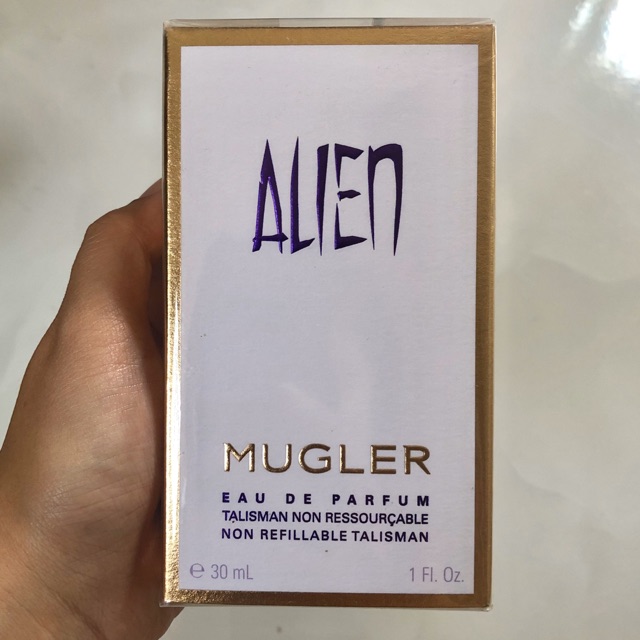 ALIEN
MUGLER
EAU DE PARFUM
TALISMAN NON RESSOURÇABLE
NON REFILLABLE TALISMAN
℮ 30 mL 1 Fl. Oz.